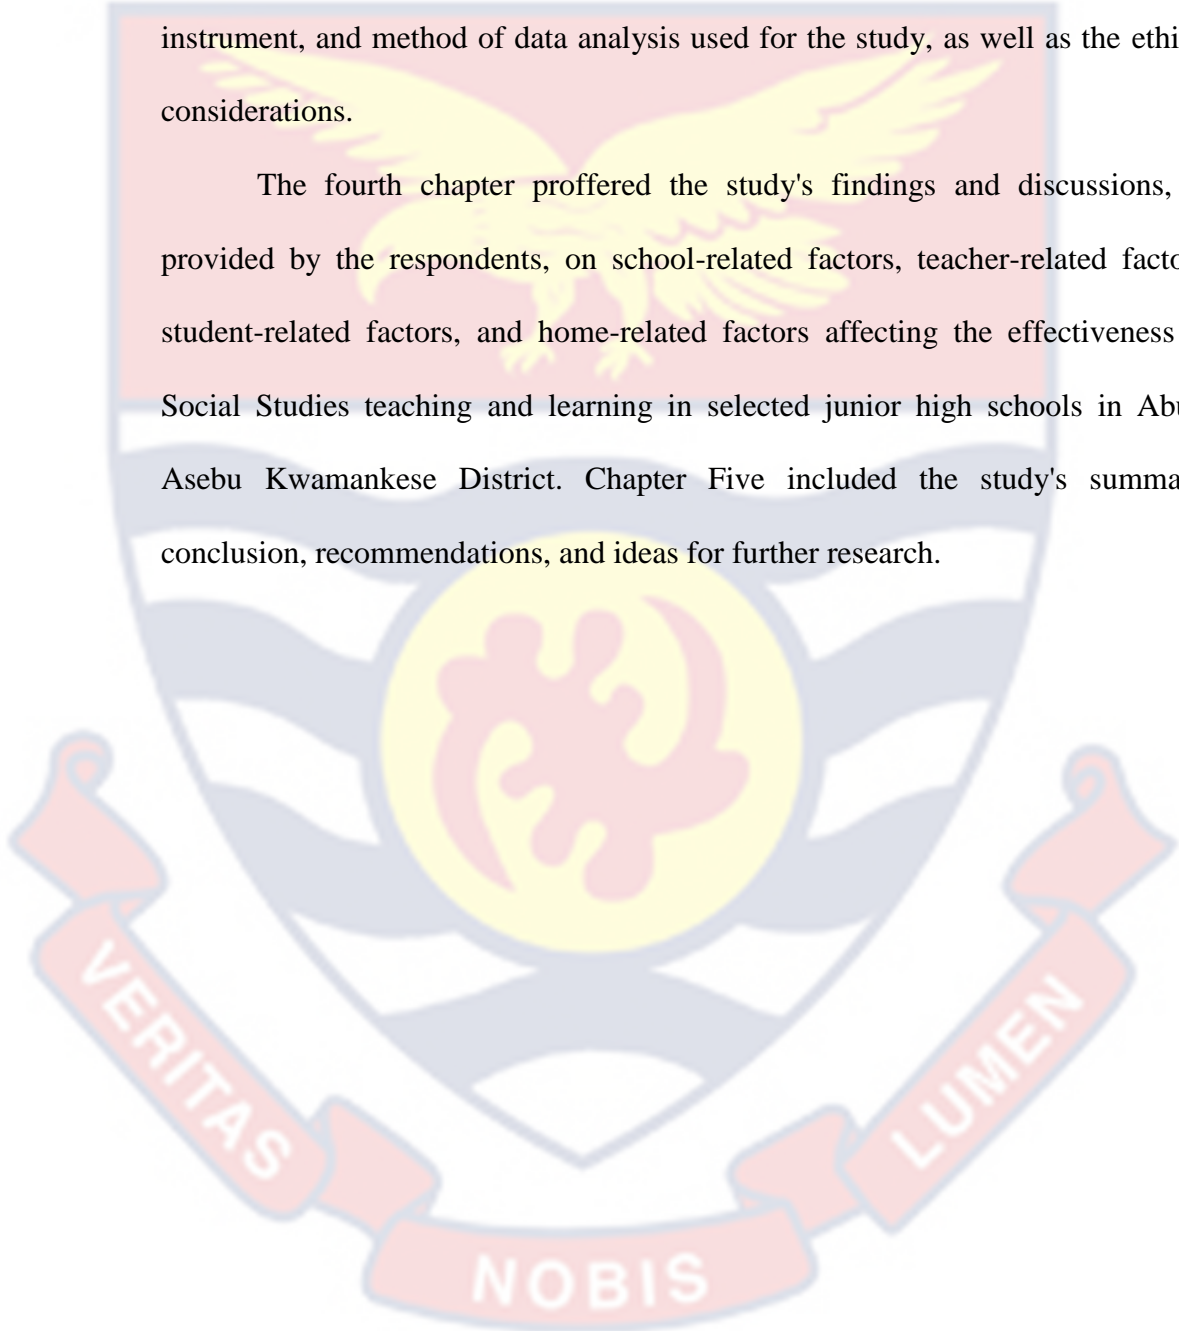 instrument, and method of data analysis used for the study, as well as the ethi
considerations.
The fourth chapter proffered the study's findings and discussions,
provided by the respondents, on school-related factors, teacher-related facto
student-related factors, and home-related factors affecting the effectiveness
Social Studies teaching and learning in selected junior high schools in Abu
Asebu Kwamankese District. Chapter Five included the study's summa
conclusion, recommendations, and ideas for further research.
VERITAS
NOBIS
LUMEN